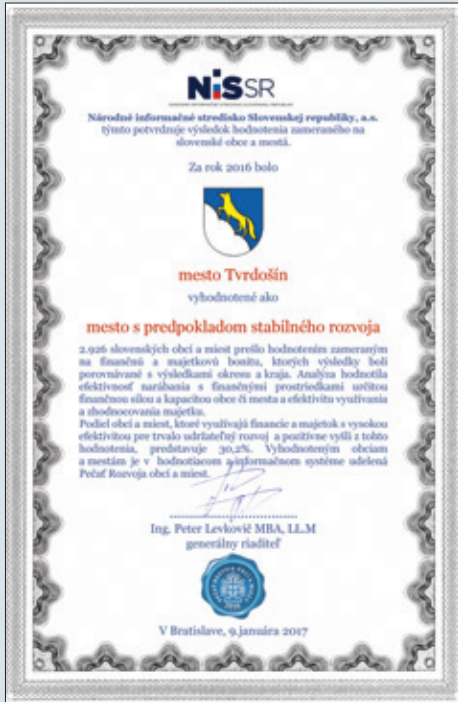 NiSSR
NÁRODNÉ INFORMAČNÉ STREDISKO SLOVENSKEJ REPUBLIKY
Národné informačné stredisko Slovenskej republiky, a.s.
týmto potvrdzuje výsledok hodnotenia zameraného na
slovenské obce a mestá.
Za rok 2016 bolo
mesto Tvrdošín
vyhodnotené ako
mesto s predpokladom stabilného rozvoja
2.926 slovenských obcí a miest prešlo hodnotením zameraným
na finančnú a majetkovú bonitu, ktorých výsledky boli
porovnávané s výsledkami okresu a kraja. Analýza hodnotila
efektívnosť narábania s finančnými prostriedkami určitou
finančnou silou a kapacitou obce či mesta a efektivitu využívania
a zhodnocovania majetku.
Podiel obcí a miest, ktoré využívajú financie a majetok s vysokou
efektivitou pre trvalo udržateľný rozvoj a pozitívne vyšli z tohto
hodnotenia, predstavuje 30,2%. Vyhodnoteným obciam
a mestám je v hodnotiacom a informačnom systéme udelená
Pečať Rozvoja obcí a miest.
Ing. Peter Levkovič MBA, LL.M
generálny riaditeľ
V Bratislave, 9.januára 2017